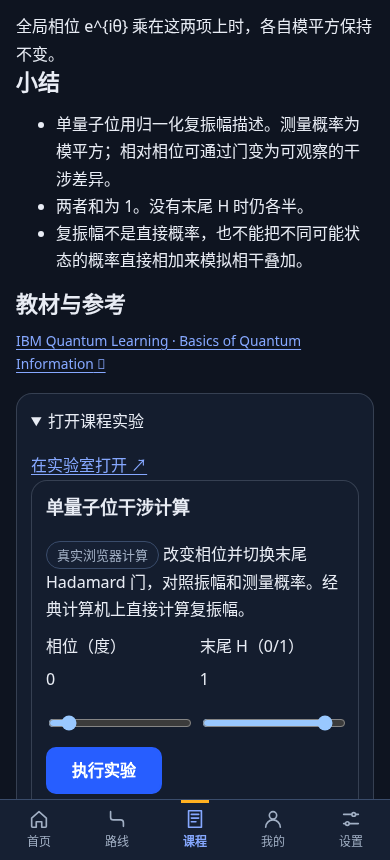 全局相位 e^{iθ} 乘在这两项上时，各自模平方保持
不变。
小结
单量子位用归一化复振幅描述。测量概率为
模平方；相对相位可通过门变为可观察的干
涉差异。
两者和为 1。没有末尾 H 时仍各半。
复振幅不是直接概率，也不能把不同可能状
态的概率直接相加来模拟相干叠加。
教材与参考
IBM Quantum Learning · Basics of Quantum
Information
▼ 打开课程实验
在实验室打开 ↗
单量子位干涉计算
真实浏览器计算 改变相位并切换末尾
Hadamard 门，对照振幅和测量概率。经
典计算机上直接计算复振幅。
相位（度） 末尾 H（0/1）
0 1
执行实验
首页 路线 课程 我的 设置